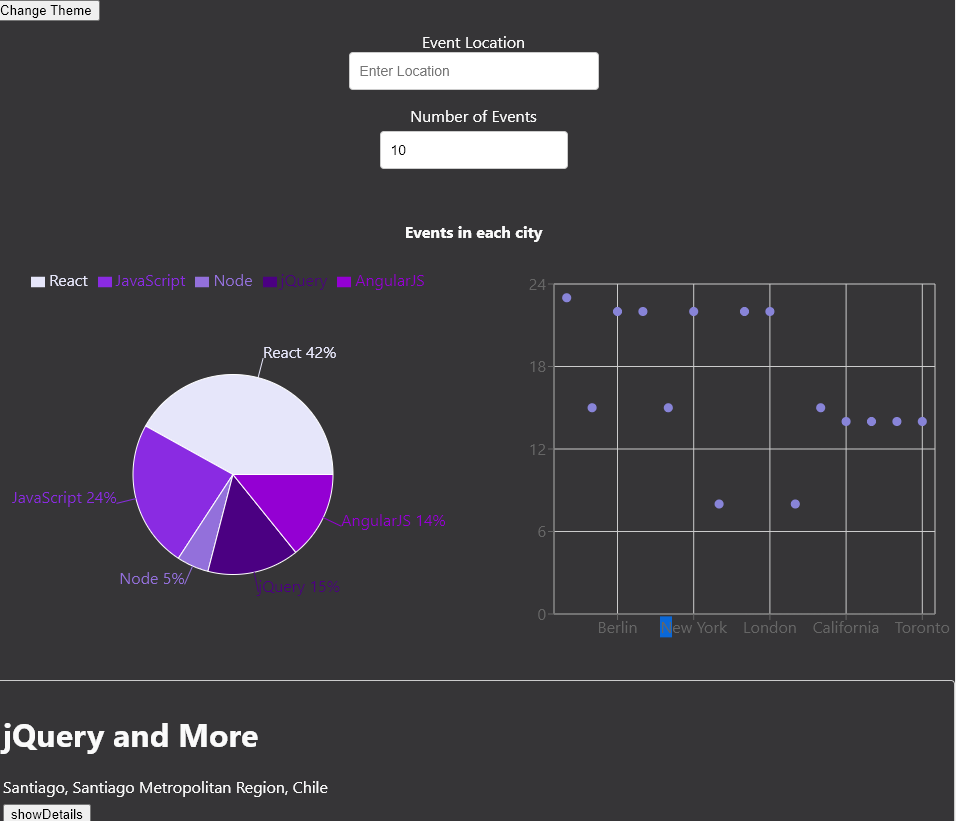 Change Theme
Event Location
Enter Location
Number of Events
10
Events in each city
React JavaScript Node jQuery AngularJS
React 42%
JavaScript 24%
AngularJS 14%
Node 5%
jQuery 15%
24
18
12
6
0
Berlin New York London California Toronto
jQuery and More
Santiago, Santiago Metropolitan Region, Chile
showDetails